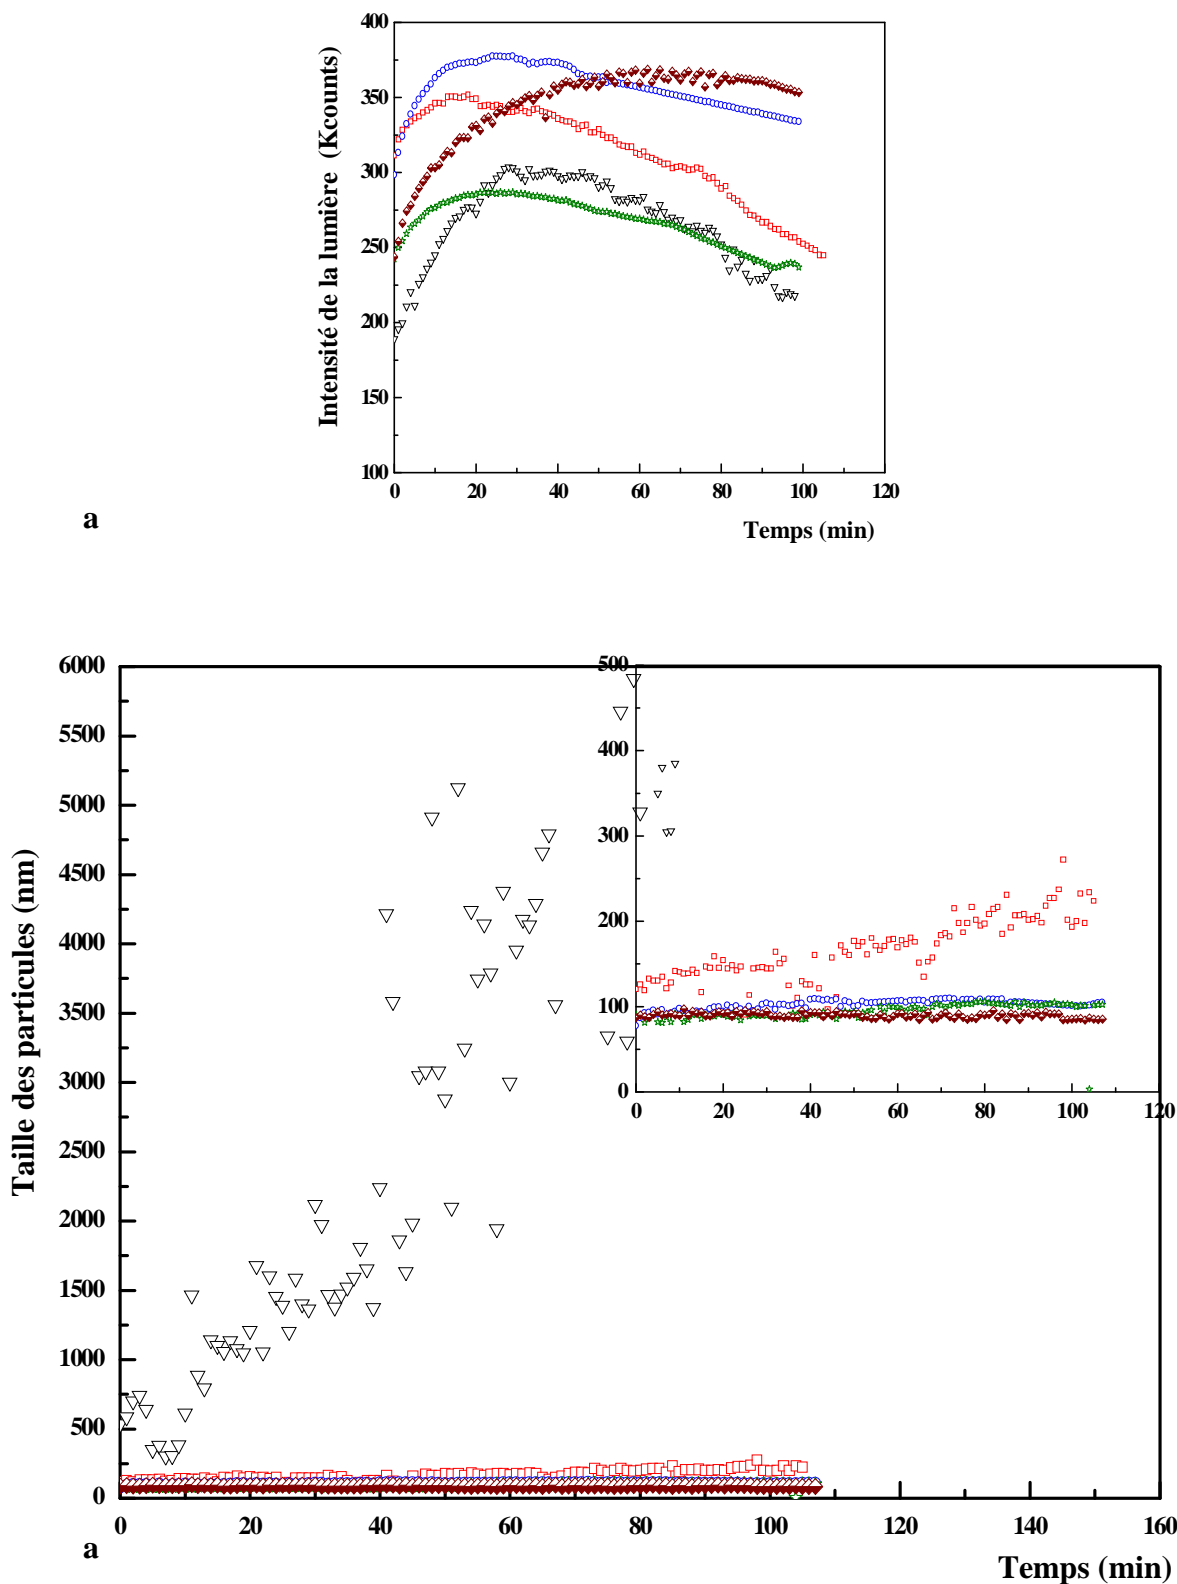 400
350
300
250
200
150
100
0 20 40 60 80 100 120
Intensité de la lumière (Kcounts)
Temps (min)
a
6000
5500
5000
4500
4000
3500
3000
2500
2000
1500
1000
500
0
0 20 40 60 80 100 120 140 160
Taille des particules (nm)
500
400
300
200
100
0
0 20 40 60 80 100 120
a
Temps (min)